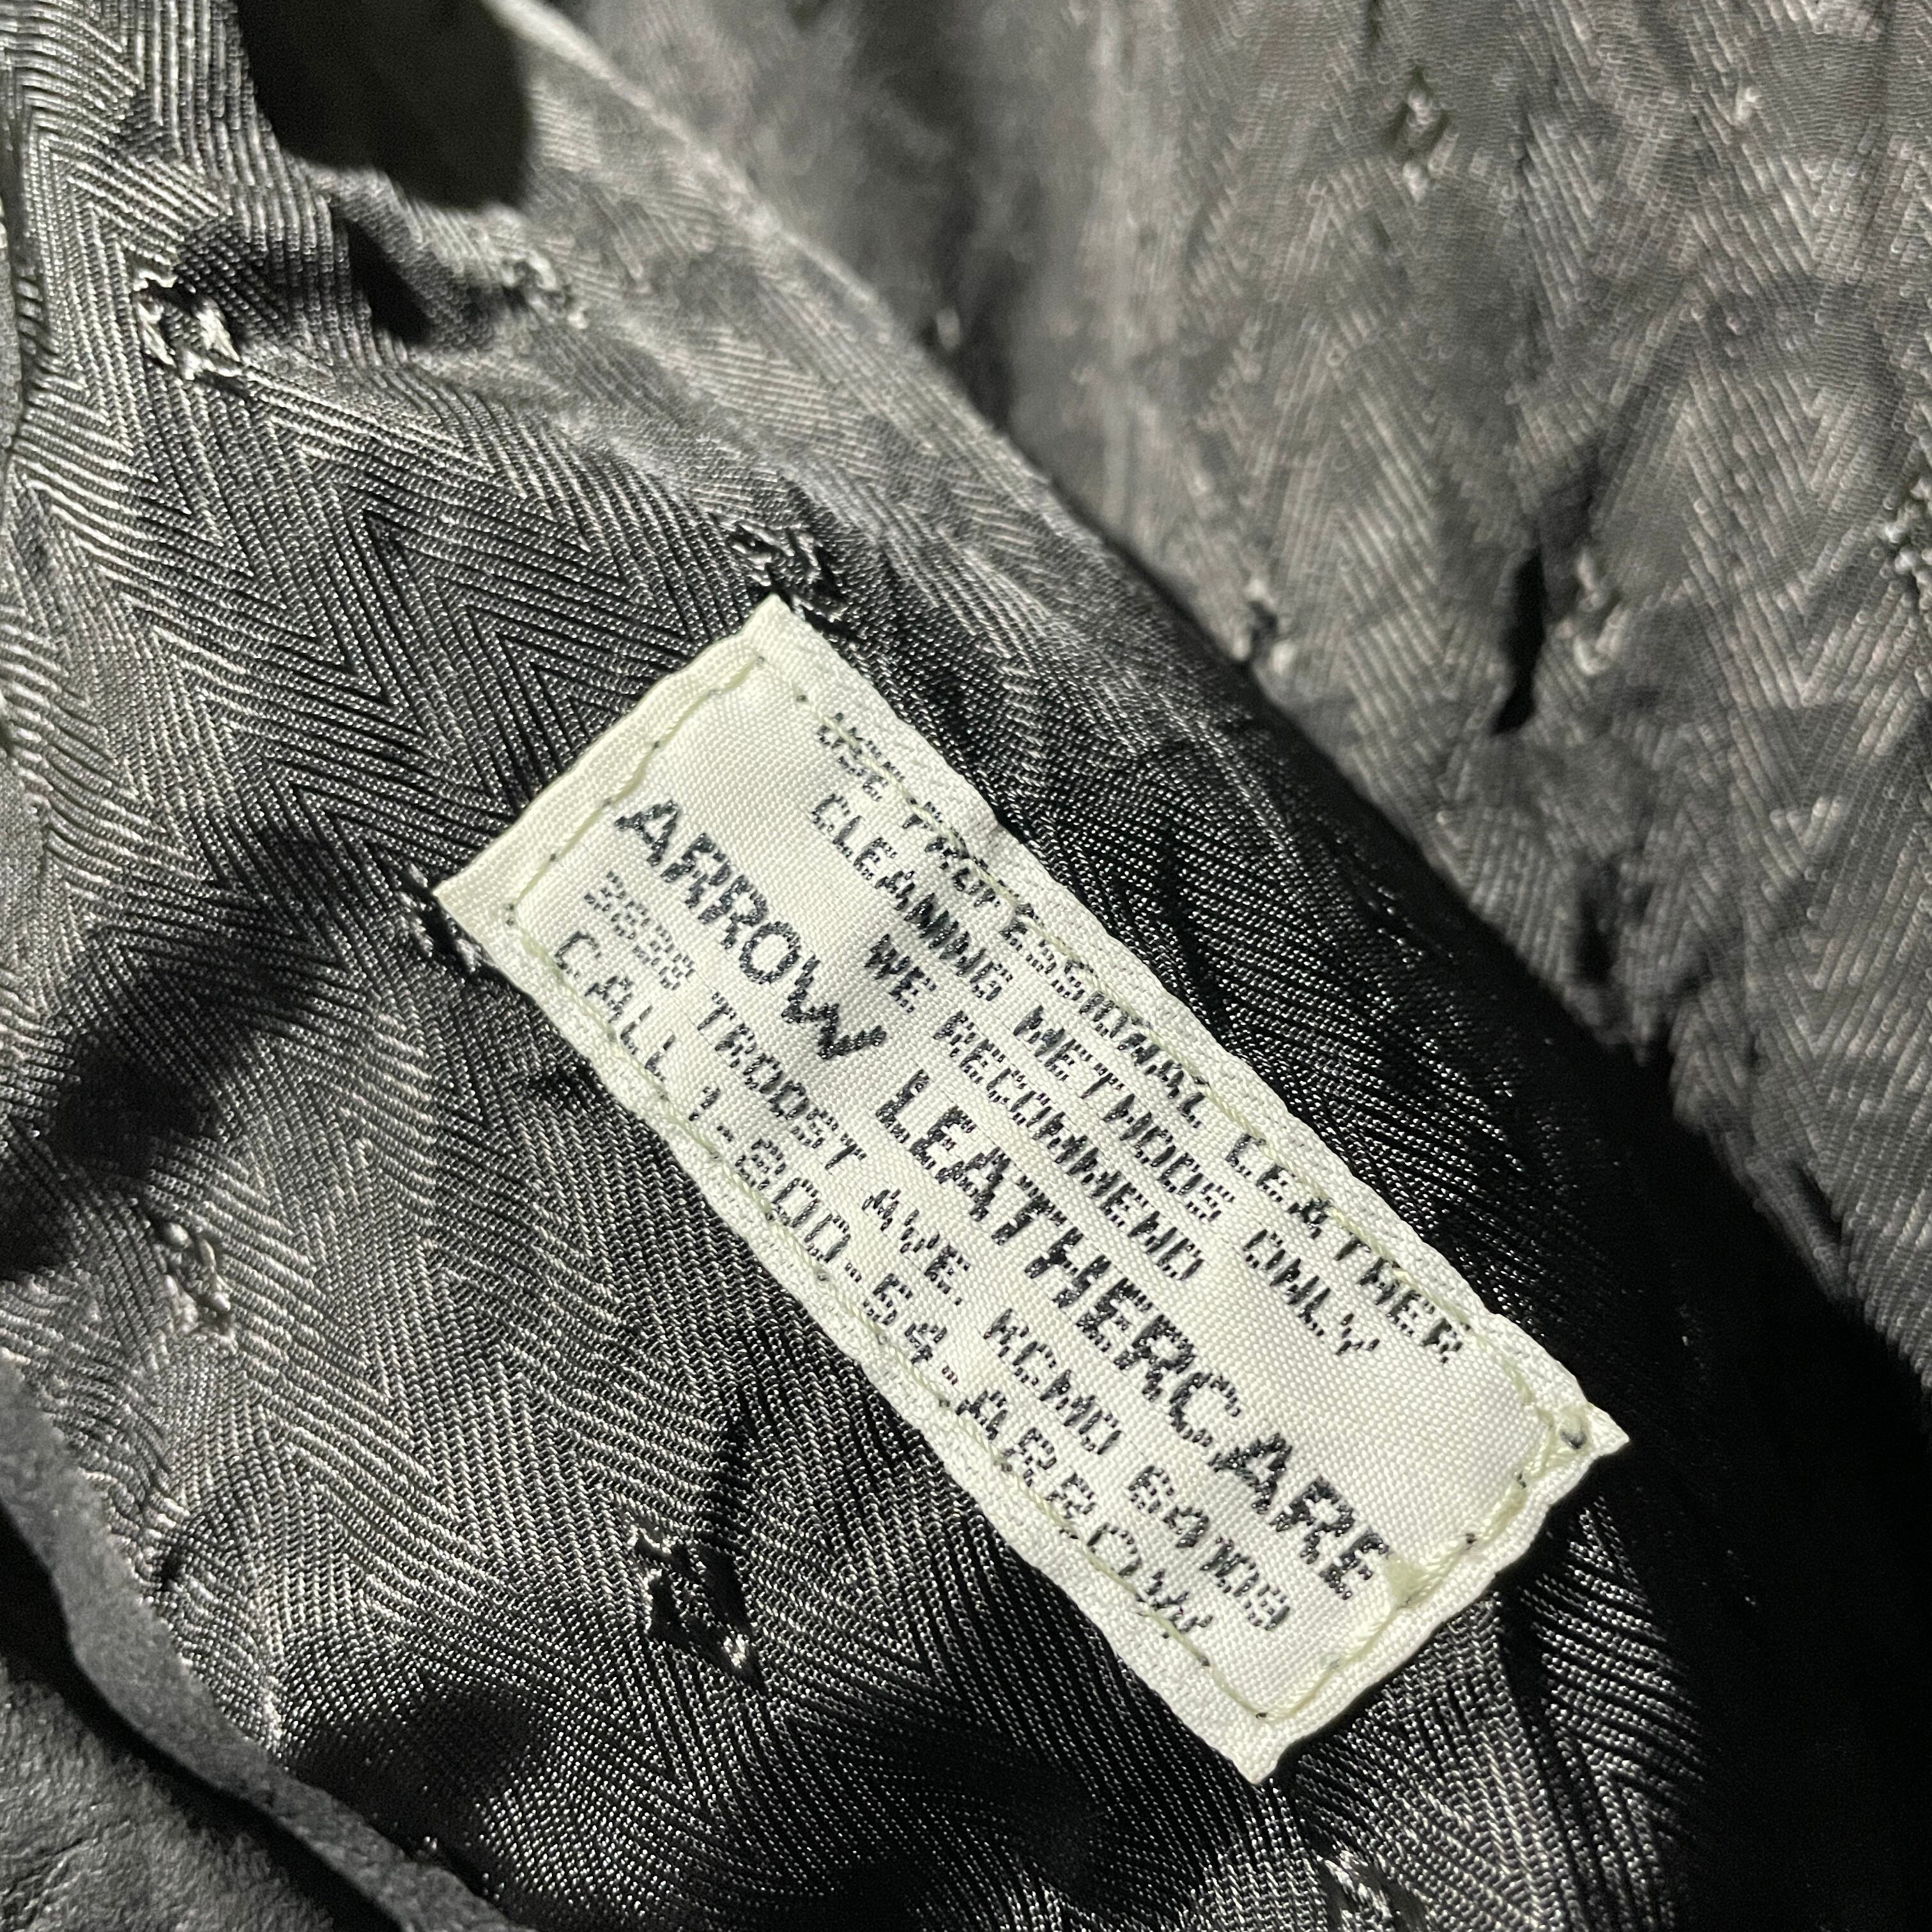 USE PROFESSIONAL LEATHER
CLEANING METHODS ONLY
WE RECOMMEND
ARROW LEATHERCARE
3838 TROOST AVE. KCMO 64109
CALL 1-800-54-ARROW